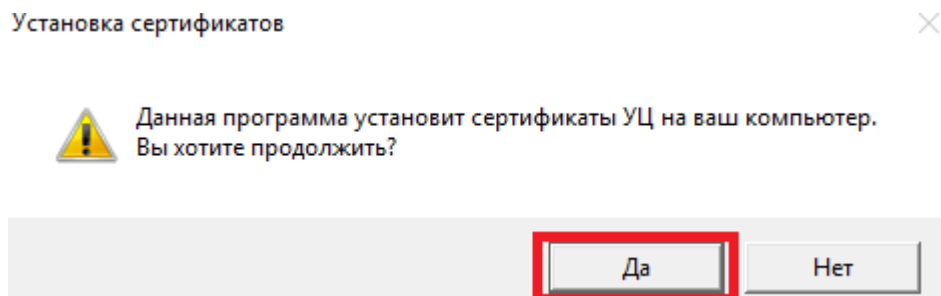 Установка сертификатов
Данная программа установит сертификаты УЦ на ваш компьютер.
Вы хотите продолжить?
Да
Нет